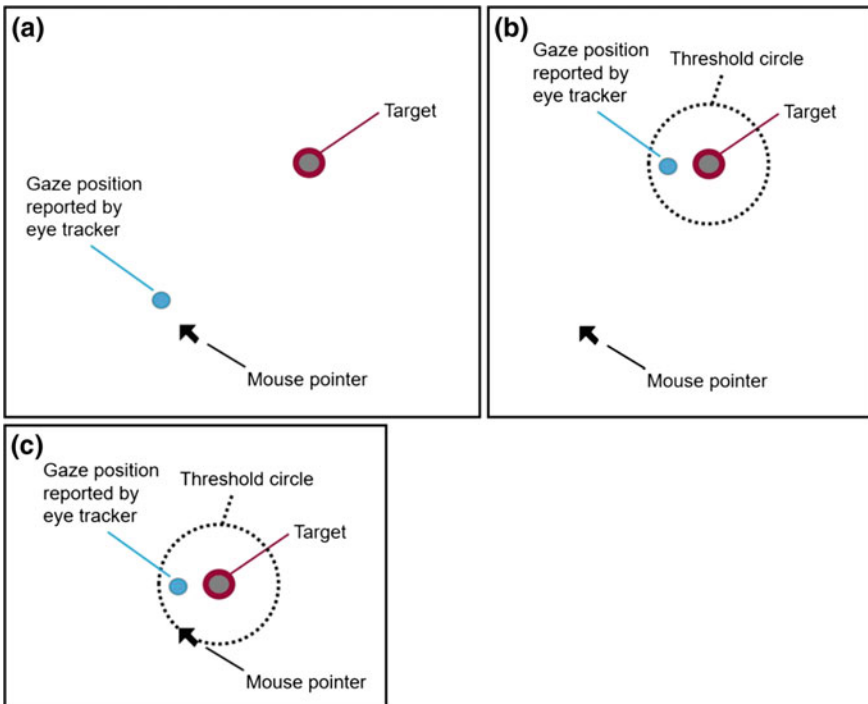 (a)
Target
Gaze position
reported by
eye tracker
Mouse pointer
(b)
Gaze position
reported by
eye tracker
Threshold circle
Target
Mouse pointer
(c)
Gaze position
reported by
eye tracker
Threshold circle
Target
Mouse pointer